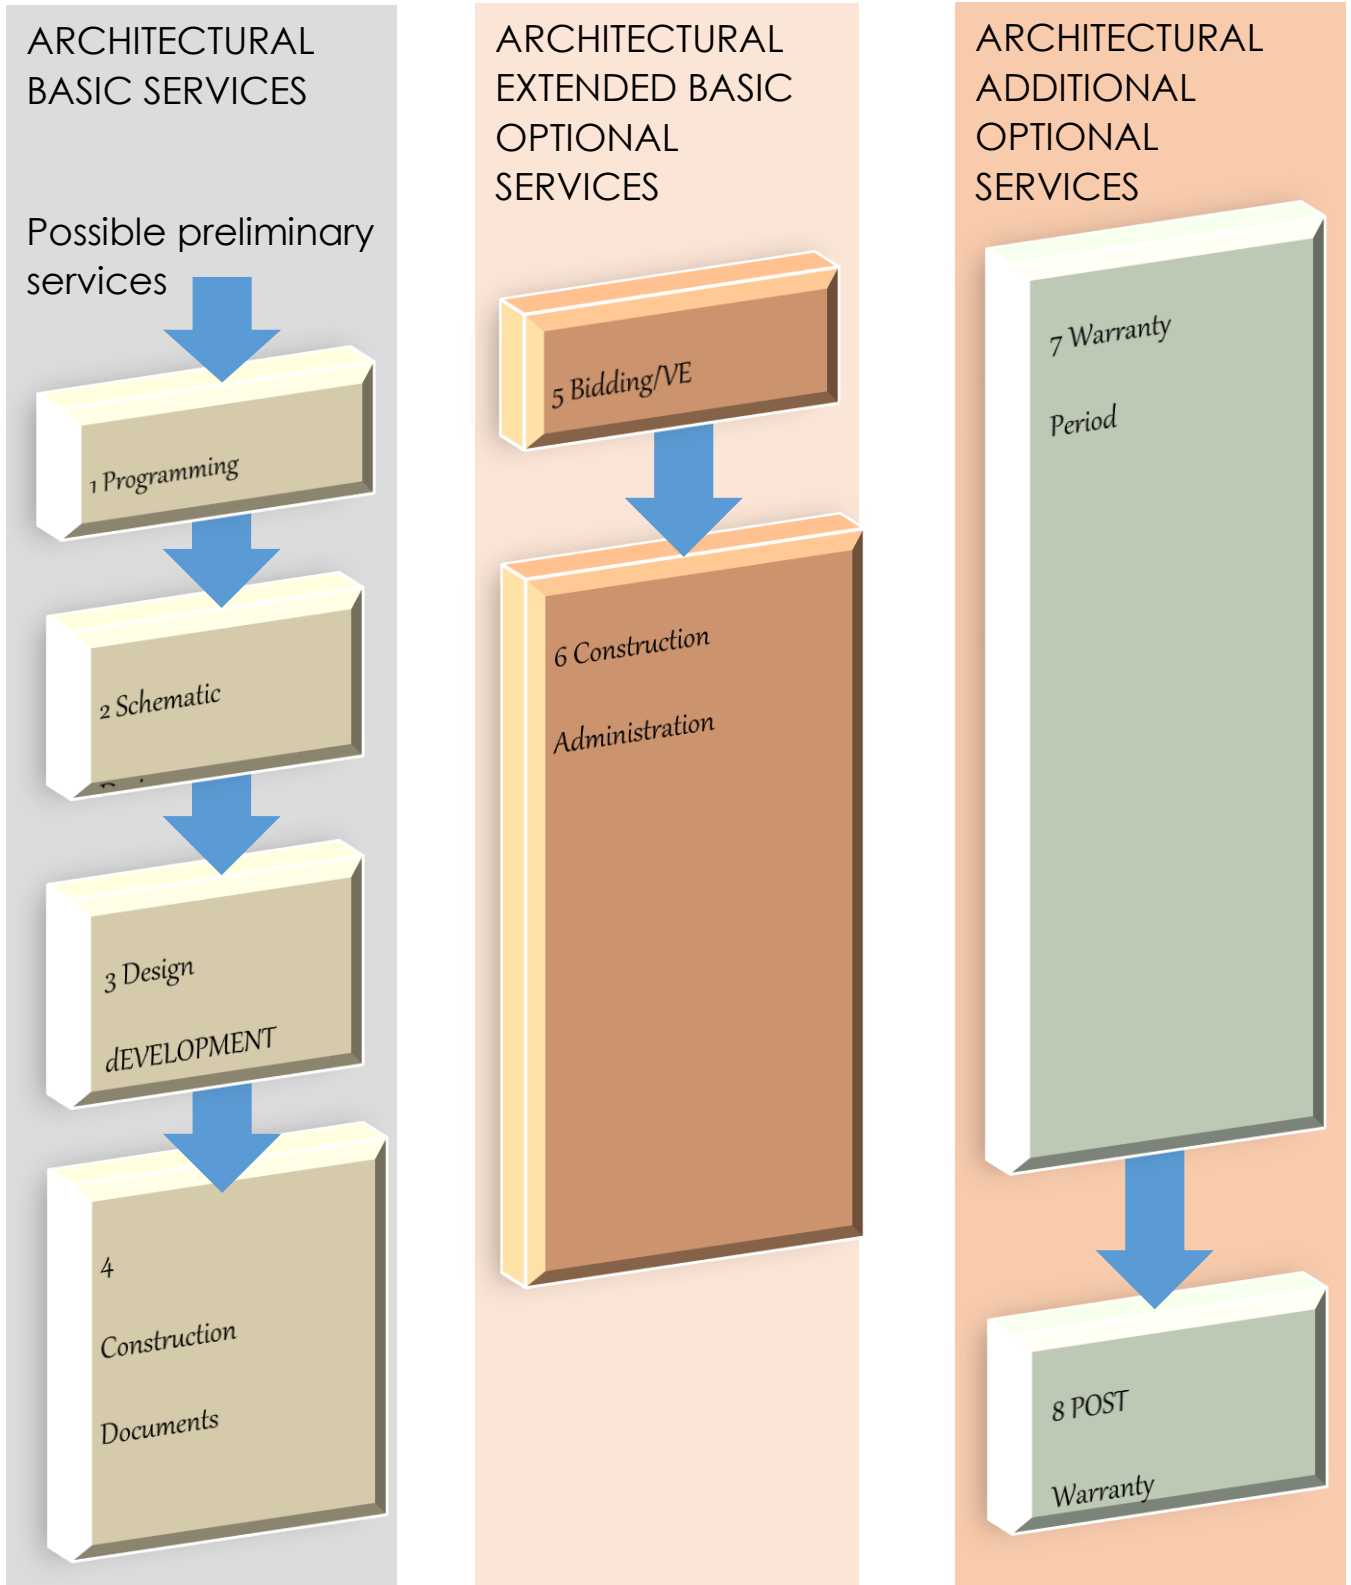 ARCHITECTURAL
BASIC SERVICES
Possible preliminary
services
1 Programming
2 Schematic
3 Design
dEVELOPMENT
4
Construction
Documents
ARCHITECTURAL
EXTENDED BASIC
OPTIONAL
SERVICES
5 Bidding/VE
6 Construction
Administration
ARCHITECTURAL
ADDITIONAL
OPTIONAL
SERVICES
7 Warranty
Period
8 POST
Warranty